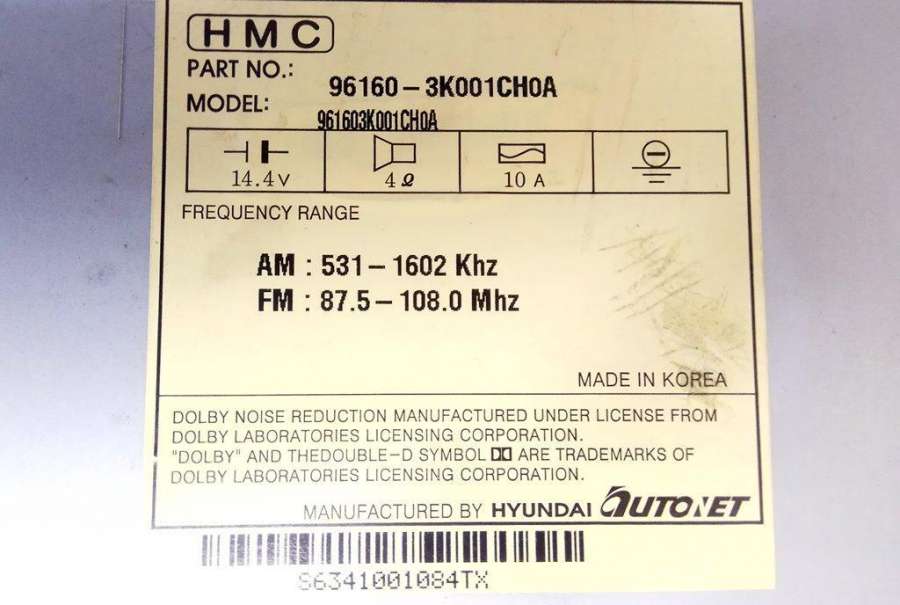 HMC
PART NO.: 96160-3K001CH0A
MODEL: 961603K001CH0A
14.4V 4Ω 10 A
FREQUENCY RANGE
AM : 531-1602 Khz
FM : 87.5-108.0 Mhz
MADE IN KOREA
DOLBY NOISE REDUCTION MANUFACTURED UNDER LICENSE FROM
DOLBY LABORATORIES LICENSING CORPORATION.
"DOLBY" AND THEDOUBLE-D SYMBOL ARE TRADEMARKS OF
DOLBY LABORATORIES LICENSING CORPORATION.
MANUFACTURED BY HYUNDAI AUTONET
S6341001084TX